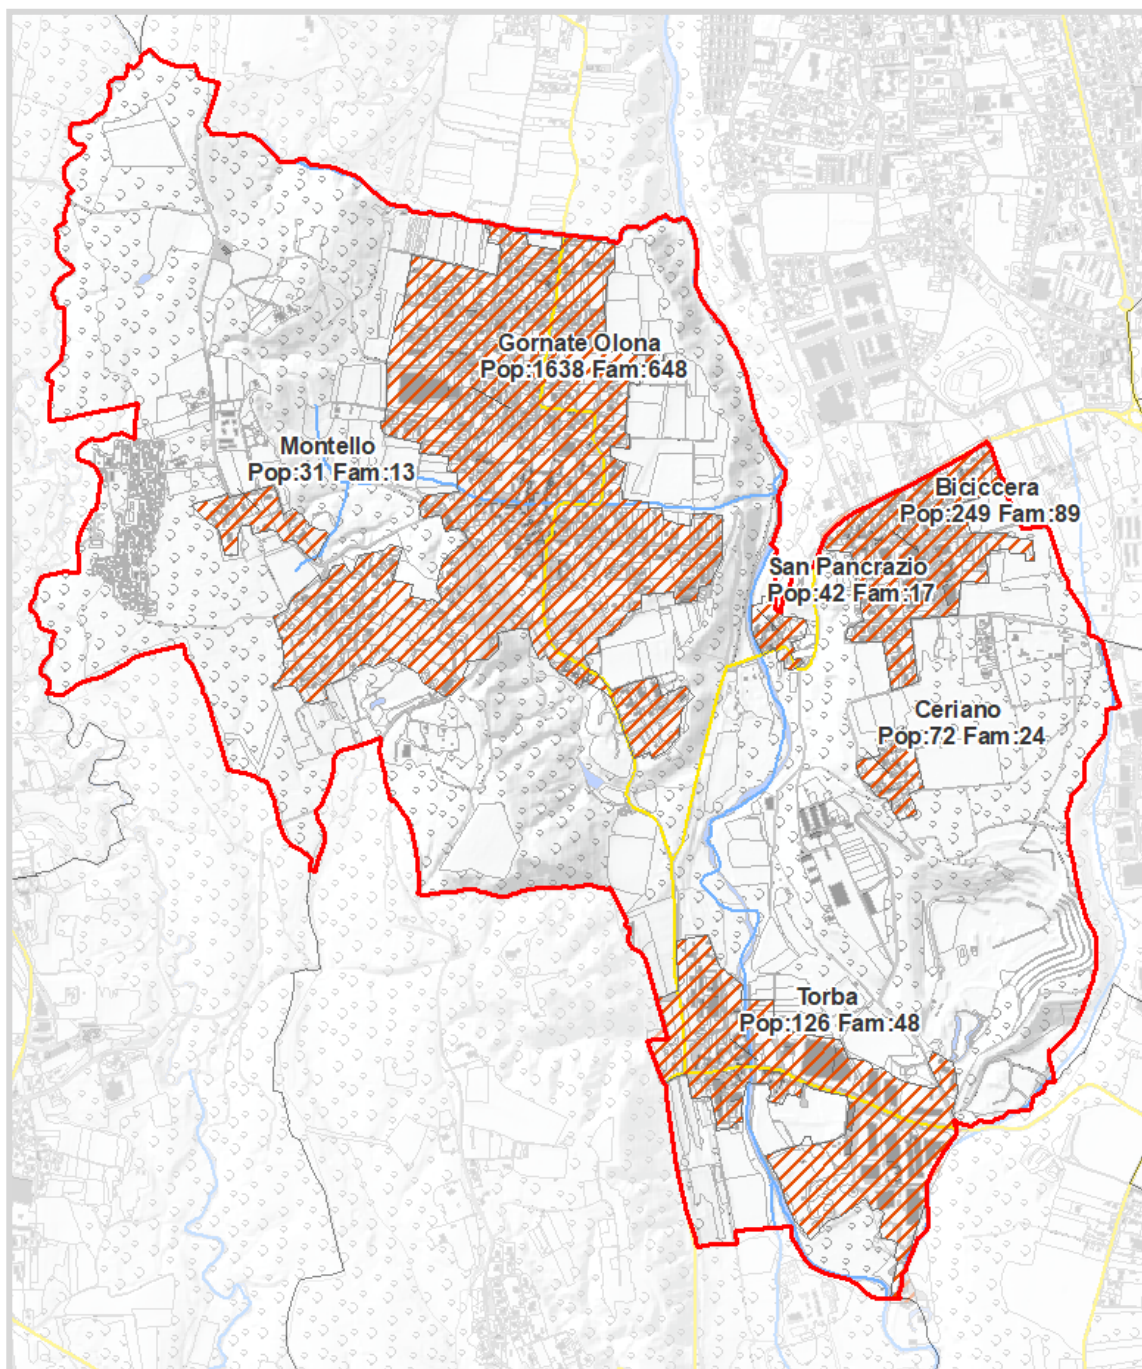 Gornate Olona
Pop:1638 Fam:648
Montello
Pop:31 Fam:13
Biciccera
Pop:249 Fam:89
San Pancrazio
Pop:42 Fam:17
Ceriano
Pop:72 Fam:24
Torba
Pop:126 Fam:48